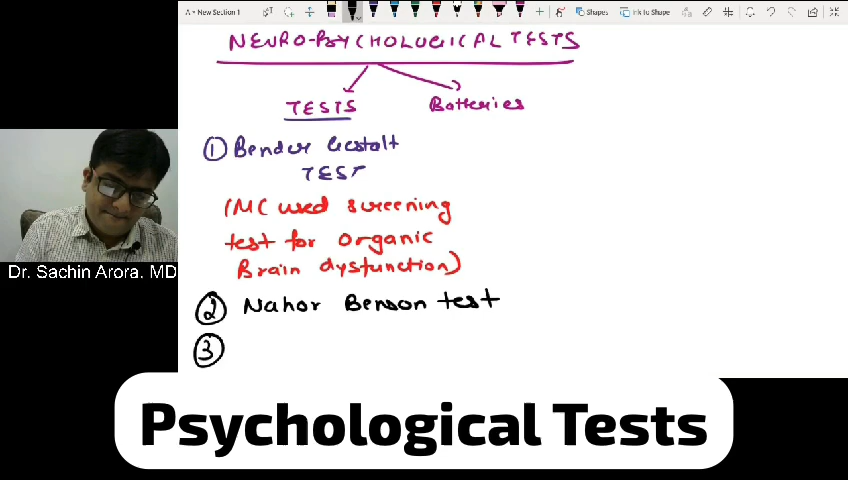 A • New Section 1
Shapes
Ink to Shape
NEURO-PSYCHOLOGICAL TESTS
TESTS
Batteries
① Bender Gestalt
TEST
(MC used screening
test for organic
Brain dysfunction)
② Nahor Benson test
③
Dr. Sachin Arora. MD
Psychological Tests